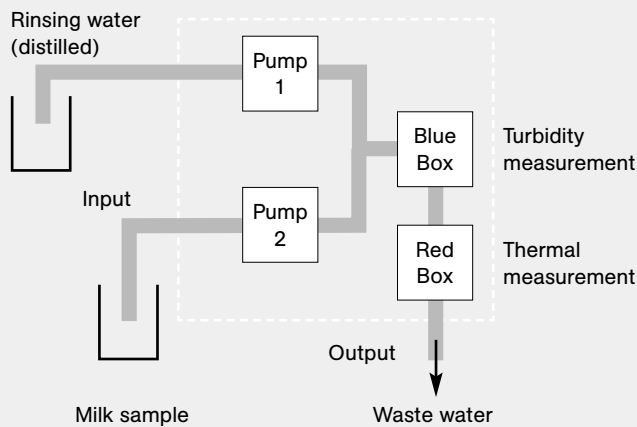 Rinsing water
(distilled)
Pump
1
Blue
Box
Turbidity
measurement
Input
Pump
2
Red
Box
Thermal
measurement
Output
Milk sample
Waste water